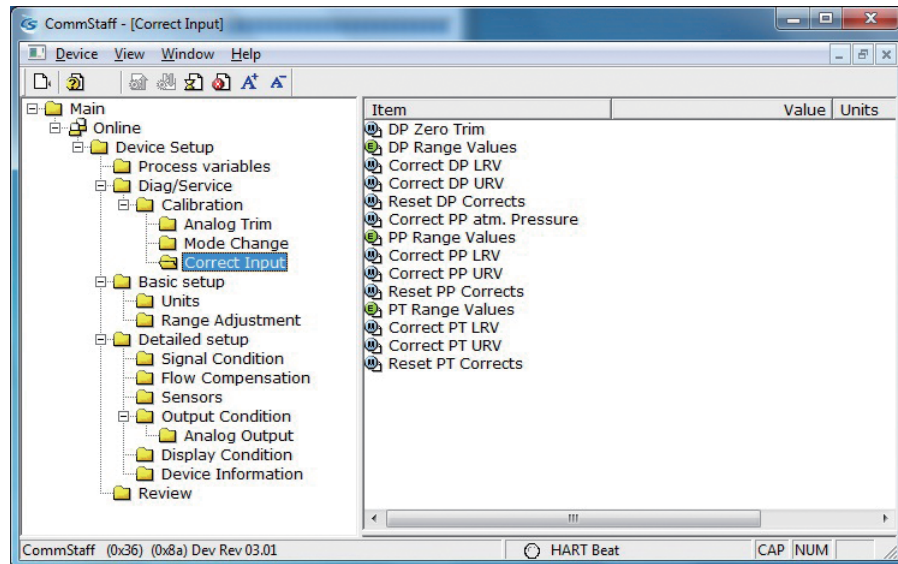 CommStaff - [Correct Input]
Device View Window Help
Main
Online
Device Setup
Process variables
Diag/Service
Calibration
Analog Trim
Mode Change
Correct Input
Basic setup
Units
Range Adjustment
Detailed setup
Signal Condition
Flow Compensation
Sensors
Output Condition
Analog Output
Display Condition
Device Information
Review
Item Value Units
DP Zero Trim
DP Range Values
Correct DP LRV
Correct DP URV
Reset DP Corrects
Correct PP atm. Pressure
PP Range Values
Correct PP LRV
Correct PP URV
Reset PP Corrects
PT Range Values
Correct PT LRV
Correct PT URV
Reset PT Corrects
CommStaff (0x36) (0x8a) Dev Rev 03.01 HART Beat CAP NUM